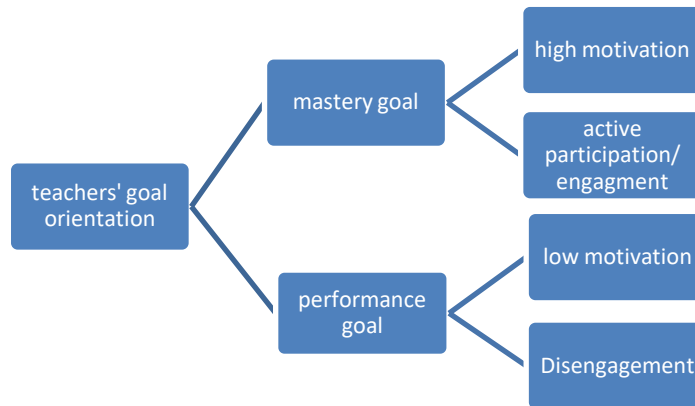 teachers' goal
orientation
mastery goal
high motivation
active
participation/
engagment
performance
goal
low motivation
Disengagement